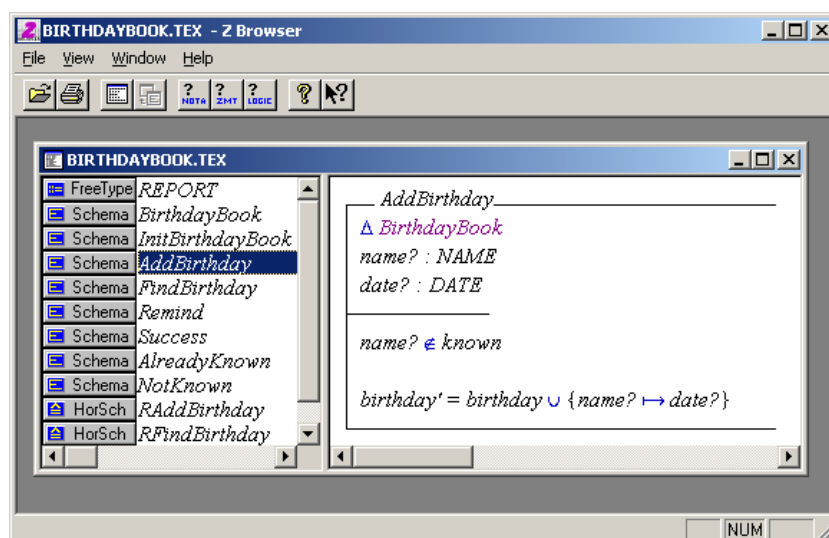 BIRTHDAYBOOK.TEX - Z Browser
File View Window Help
? NOTA ? ZMT ? LOGIC ? ?
BIRTHDAYBOOK.TEX
FreeType REPORT
Schema BirthdayBook
Schema InitBirthdayBook
Schema AddBirthday
Schema FindBirthday
Schema Remind
Schema Success
Schema AlreadyKnown
Schema NotKnown
HorSch RAddBirthday
HorSch RFindBirthday
AddBirthday
Δ BirthdayBook
name? : NAME
date? : DATE
name? ∉ known
birthday' = birthday ∪ {name? ↦ date?}
NUM